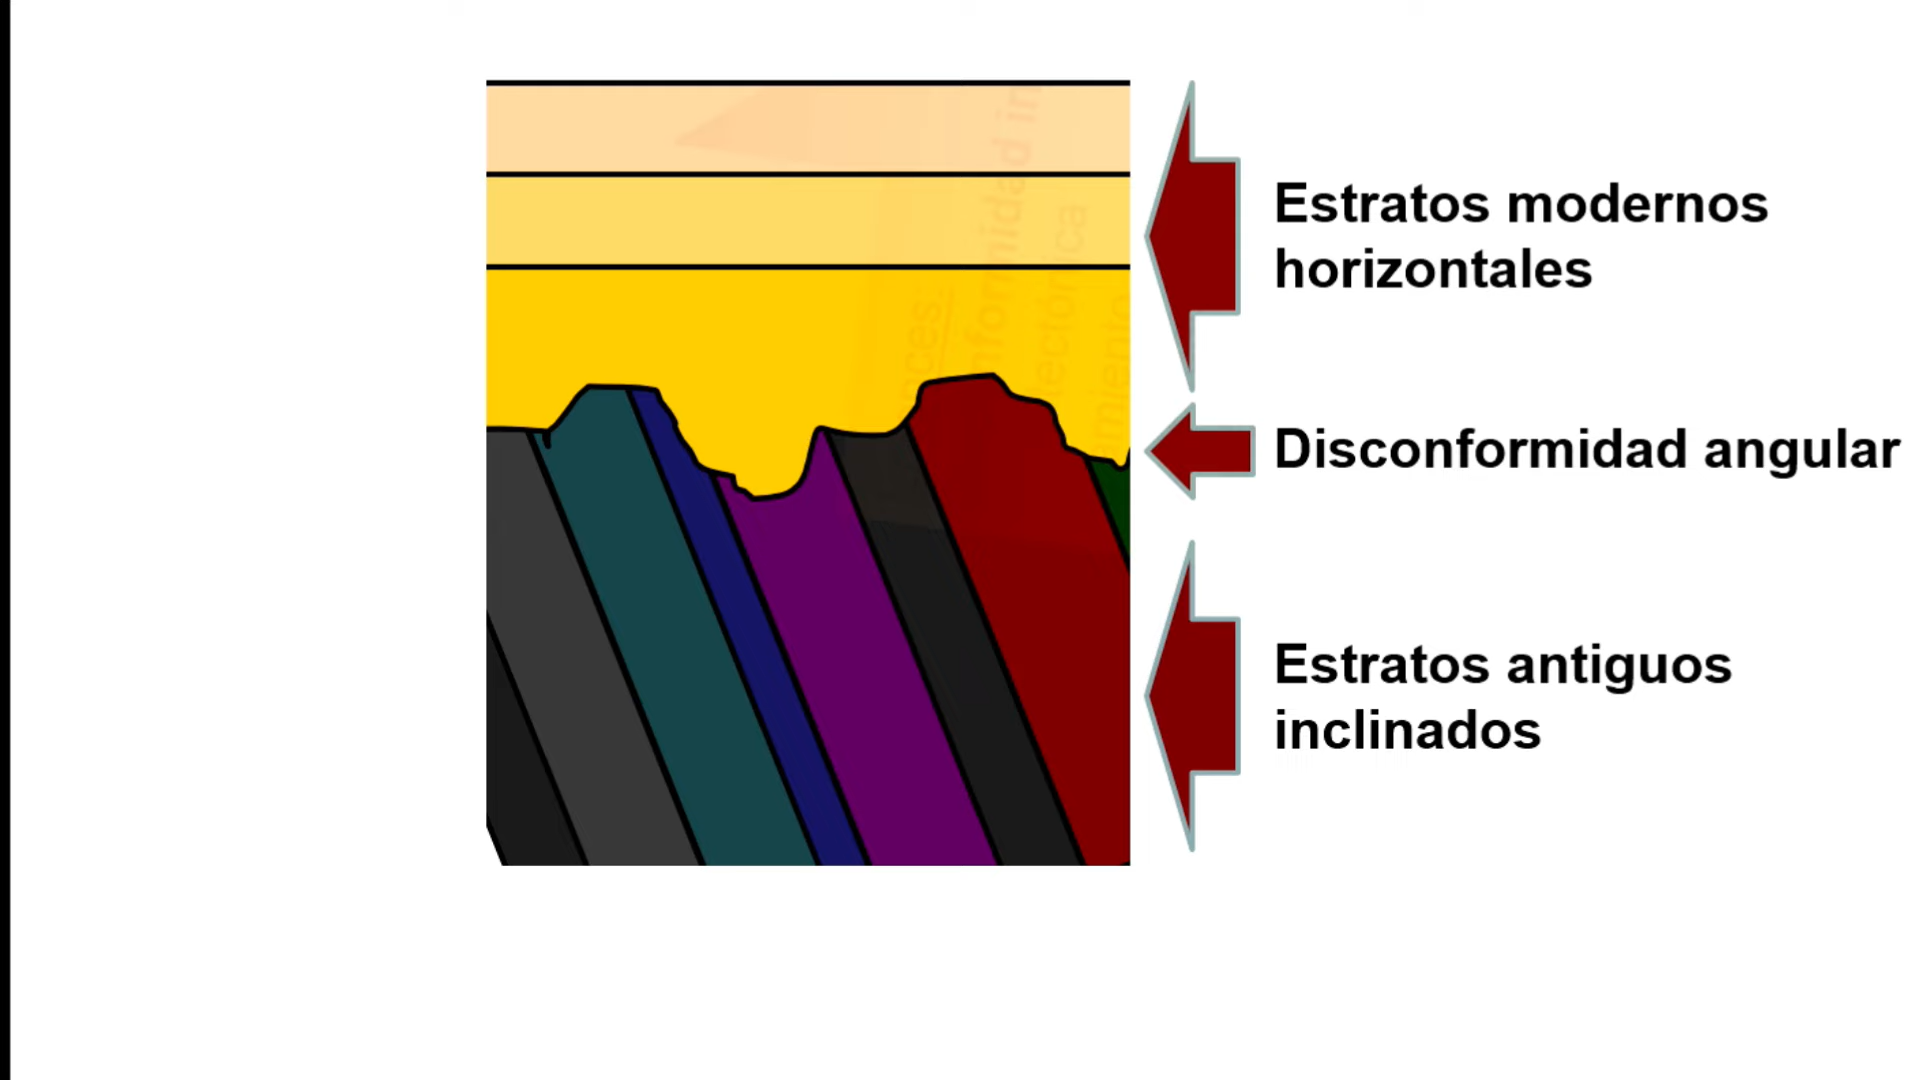 Estratos modernos
horizontales
Disconformidad angular
Estratos antiguos
inclinados